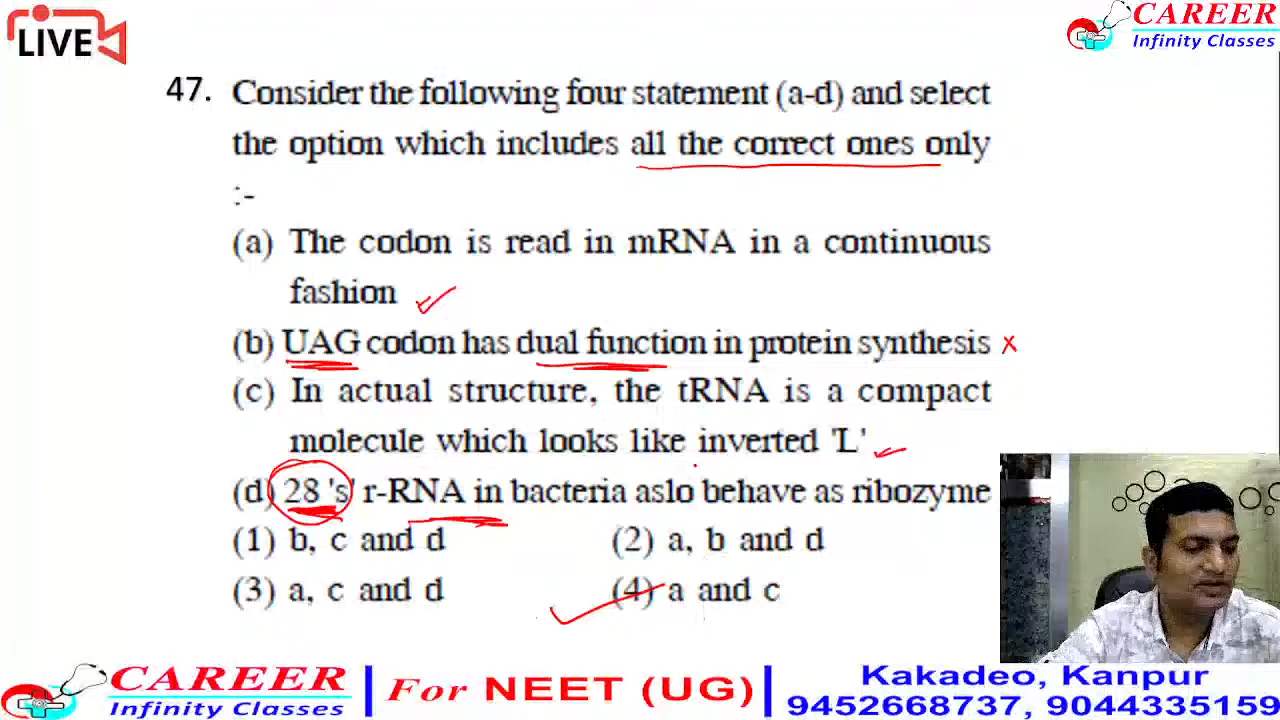 LIVE
CAREER
Infinity Classes
47. Consider the following four statement (a-d) and select
the option which includes all the correct ones only
:-
(a) The codon is read in mRNA in a continuous
fashion
(b) UAG codon has dual function in protein synthesis x
(c) In actual structure, the tRNA is a compact
molecule which looks like inverted 'L'
(d) 28 's' r-RNA in bacteria aslo behave as ribozyme
(1) b, c and d (2) a, b and d
(3) a, c and d (4) a and c
CAREER
Infinity Classes
For NEET (UG)
Kakadeo, Kanpur
9452668737, 9044335159